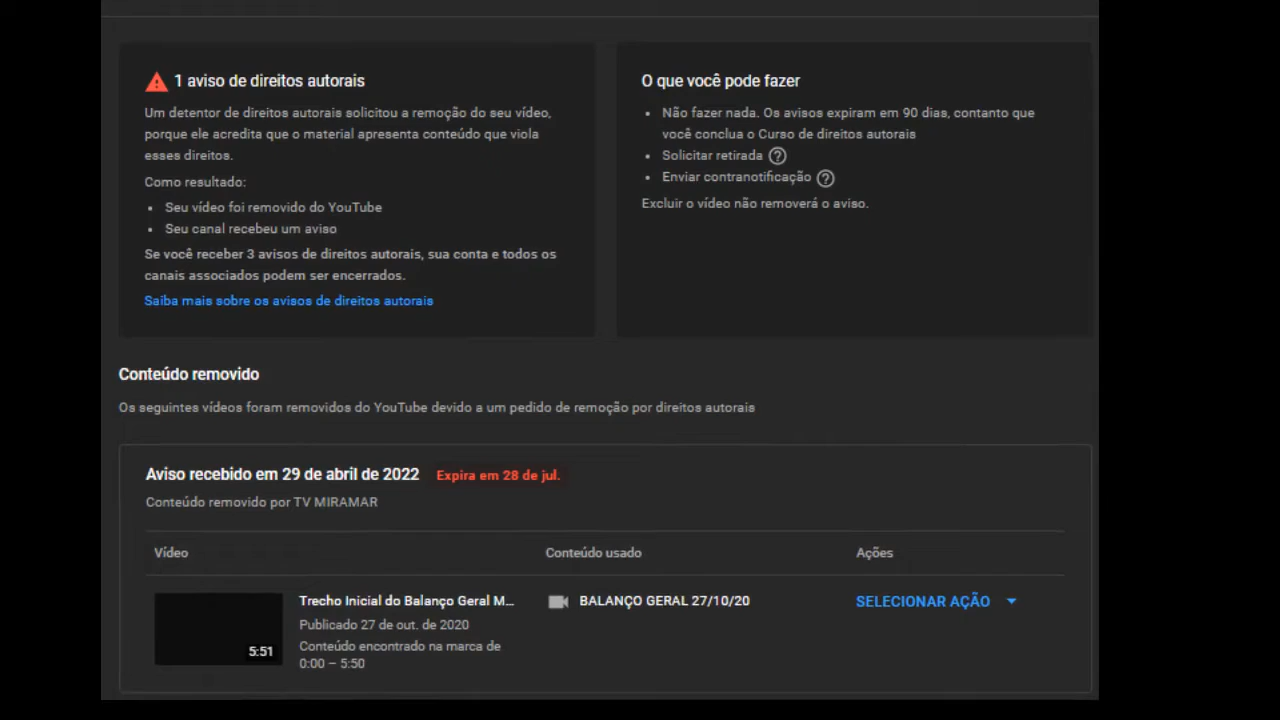 1 aviso de direitos autorais
Um detentor de direitos autorais solicitou a remoção do seu vídeo,
porque ele acredita que o material apresenta conteúdo que viola
esses direitos.
Como resultado:
• Seu vídeo foi removido do YouTube
• Seu canal recebeu um aviso
Se você receber 3 avisos de direitos autorais, sua conta e todos os
canais associados podem ser encerrados.
Saiba mais sobre os avisos de direitos autorais
O que você pode fazer
• Não fazer nada. Os avisos expiram em 90 dias, contanto que
você conclua o Curso de direitos autorais
• Solicitar retirada ?
• Enviar contranotificação ?
Excluir o vídeo não removerá o aviso.
Conteúdo removido
Os seguintes vídeos foram removidos do YouTube devido a um pedido de remoção por direitos autorais
Aviso recebido em 29 de abril de 2022 Expira em 28 de jul.
Conteúdo removido por TV MIRAMAR
Vídeo Conteúdo usado Ações
Trecho Inicial do Balanço Geral M... BALANÇO GERAL 27/10/20 SELECIONAR AÇÃO
Publicado 27 de out. de 2020
5:51 Conteúdo encontrado na marca de
0:00 – 5:50